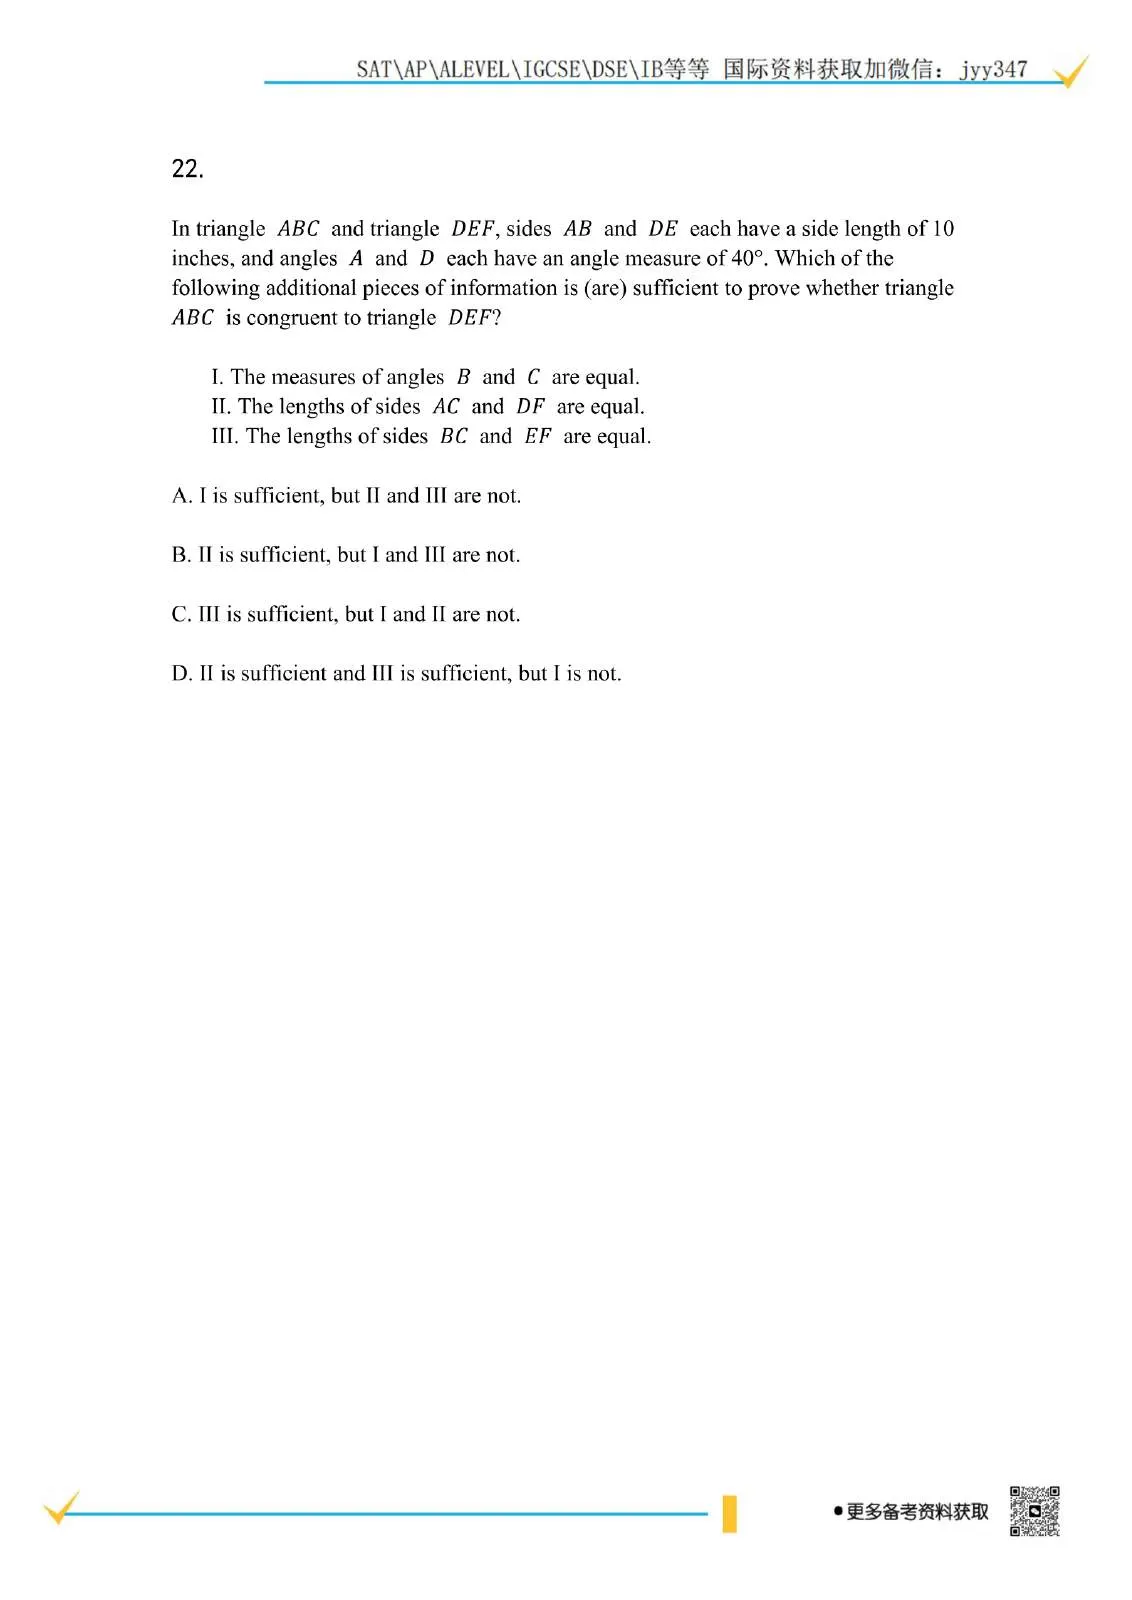 SAT\AP\ALEVEL\IGCSE\DSE\IB等等 国际资料获取加微信：jyy347
22.
In triangle ABC and triangle DEF, sides AB and DE each have a side length of 10
inches, and angles A and D each have an angle measure of 40°. Which of the
following additional pieces of information is (are) sufficient to prove whether triangle
ABC is congruent to triangle DEF?
I. The measures of angles B and C are equal.
II. The lengths of sides AC and DF are equal.
III. The lengths of sides BC and EF are equal.
A. I is sufficient, but II and III are not.
B. II is sufficient, but I and III are not.
C. III is sufficient, but I and II are not.
D. II is sufficient and III is sufficient, but I is not.
•更多备考资料获取